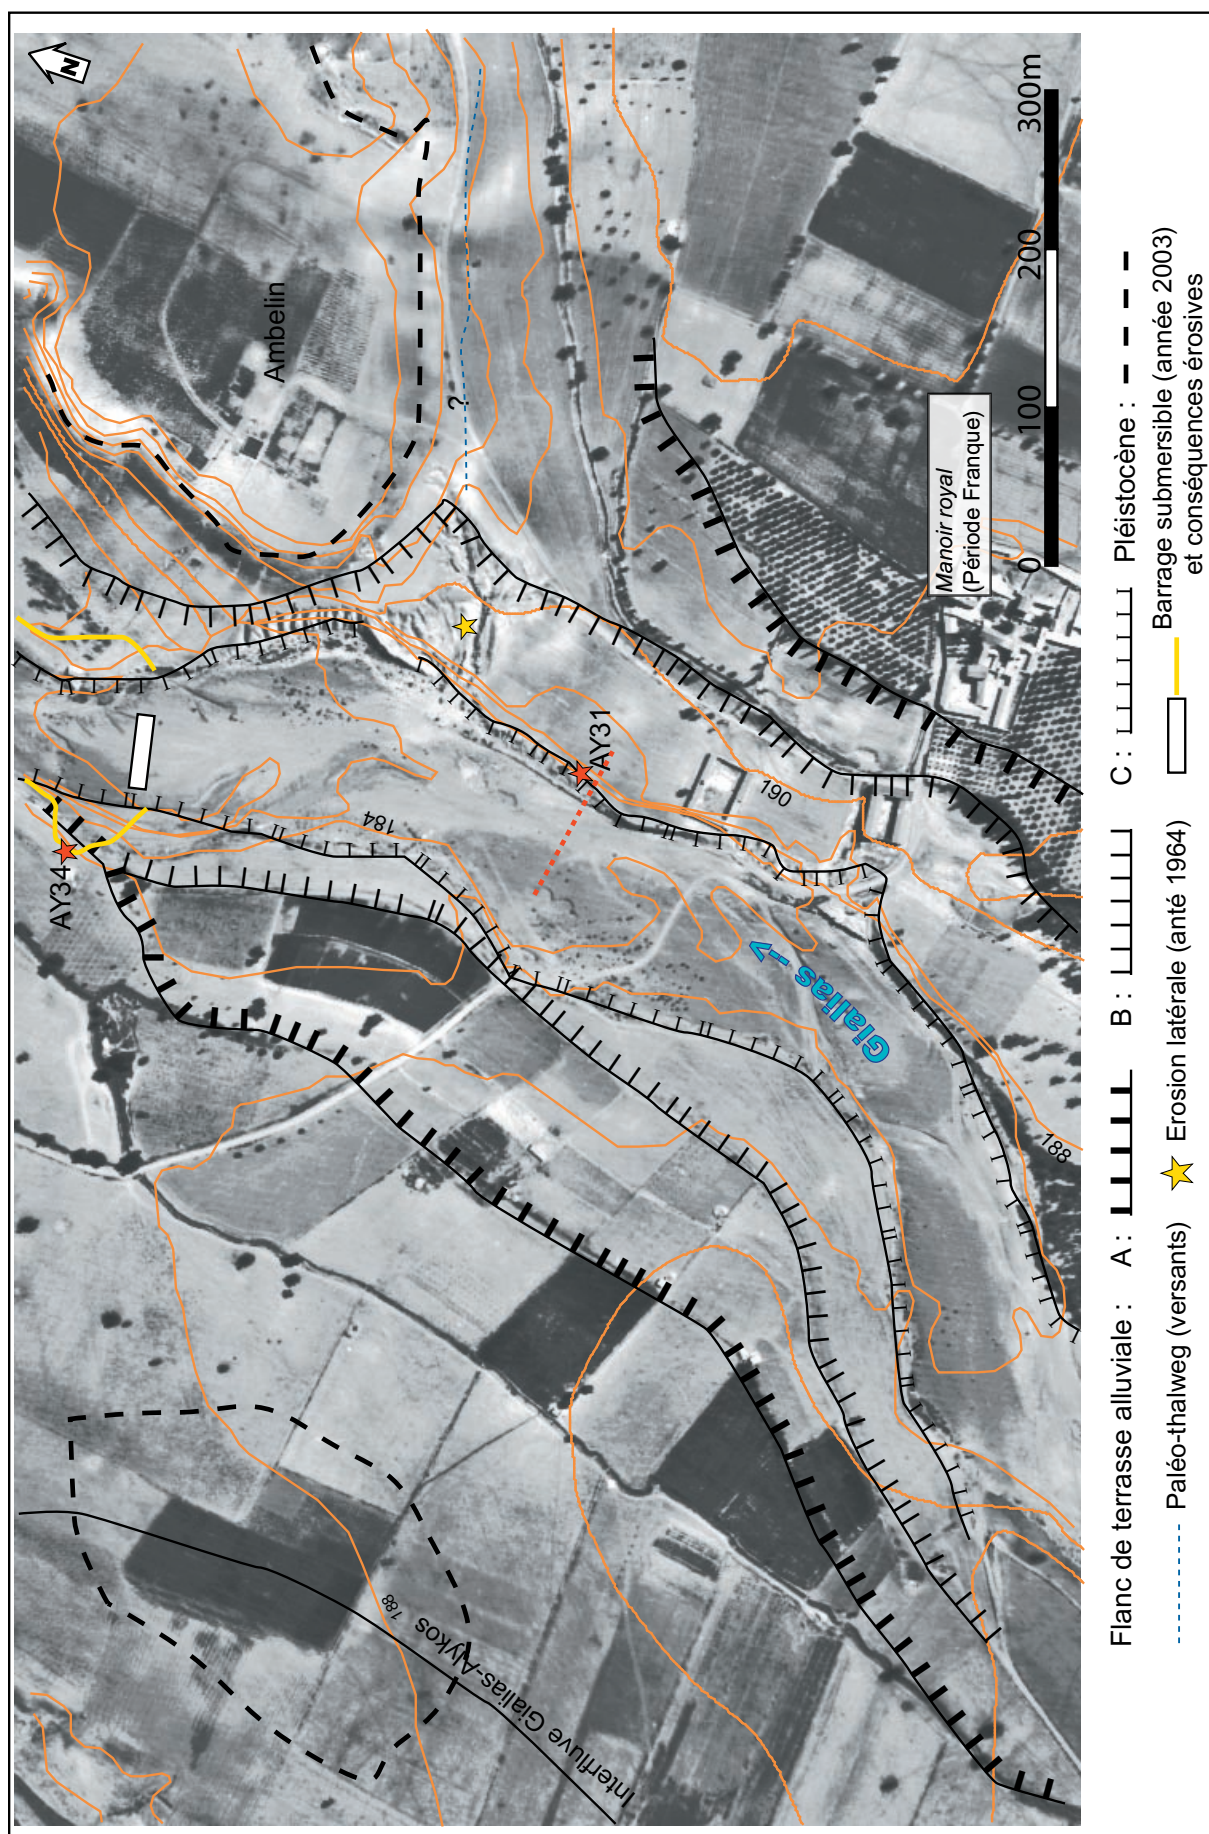 N
Ambelin
?
AY34
AY31
184
190
188
188
Gialias -->
Interfluve Gialias-Alykos
Manoir royal
(Période Franque)
0 100 200 300m
Flanc de terrasse alluviale : A : B : C : Pléistocène :
Paléo-thalweg (versants) Erosion latérale (anté 1964) Barrage submersible (année 2003)
et conséquences érosives